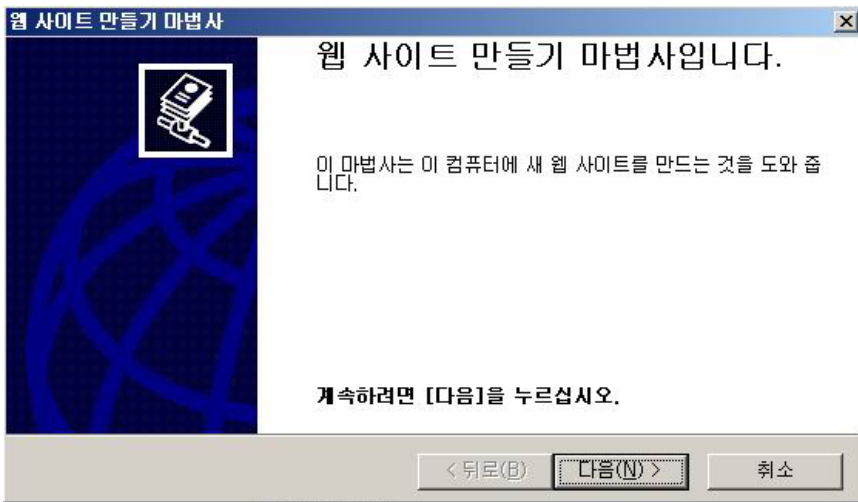 웹 사이트 만들기 마법사
웹 사이트 만들기 마법사입니다.
이 마법사는 이 컴퓨터에 새 웹 사이트를 만드는 것을 도와 줍
니다.
계속하려면 [다음]을 누르십시오.
< 뒤로(B) 다음(N) > 취소